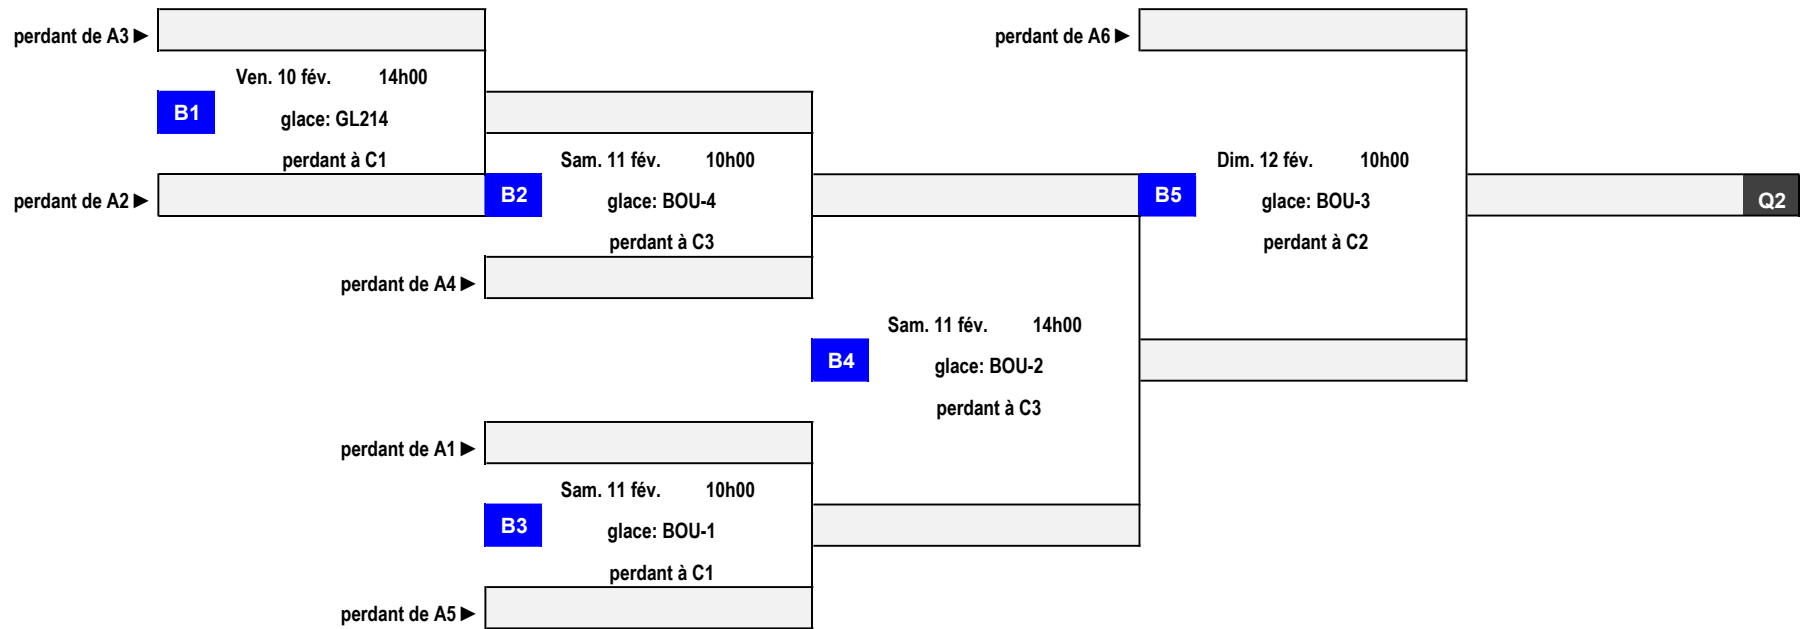 perdant de A3 ►
perdant de A6 ►
Ven. 10 fév. 14h00
B1
glace: GL214
perdant à C1
Sam. 11 fév. 10h00
Dim. 12 fév. 10h00
perdant de A2 ►
B2
glace: BOU-4
B5
glace: BOU-3
Q2
perdant à C3
perdant à C2
perdant de A4 ►
Sam. 11 fév. 14h00
B4
glace: BOU-2
perdant à C3
perdant de A1 ►
Sam. 11 fév. 10h00
B3
glace: BOU-1
perdant à C1
perdant de A5 ►